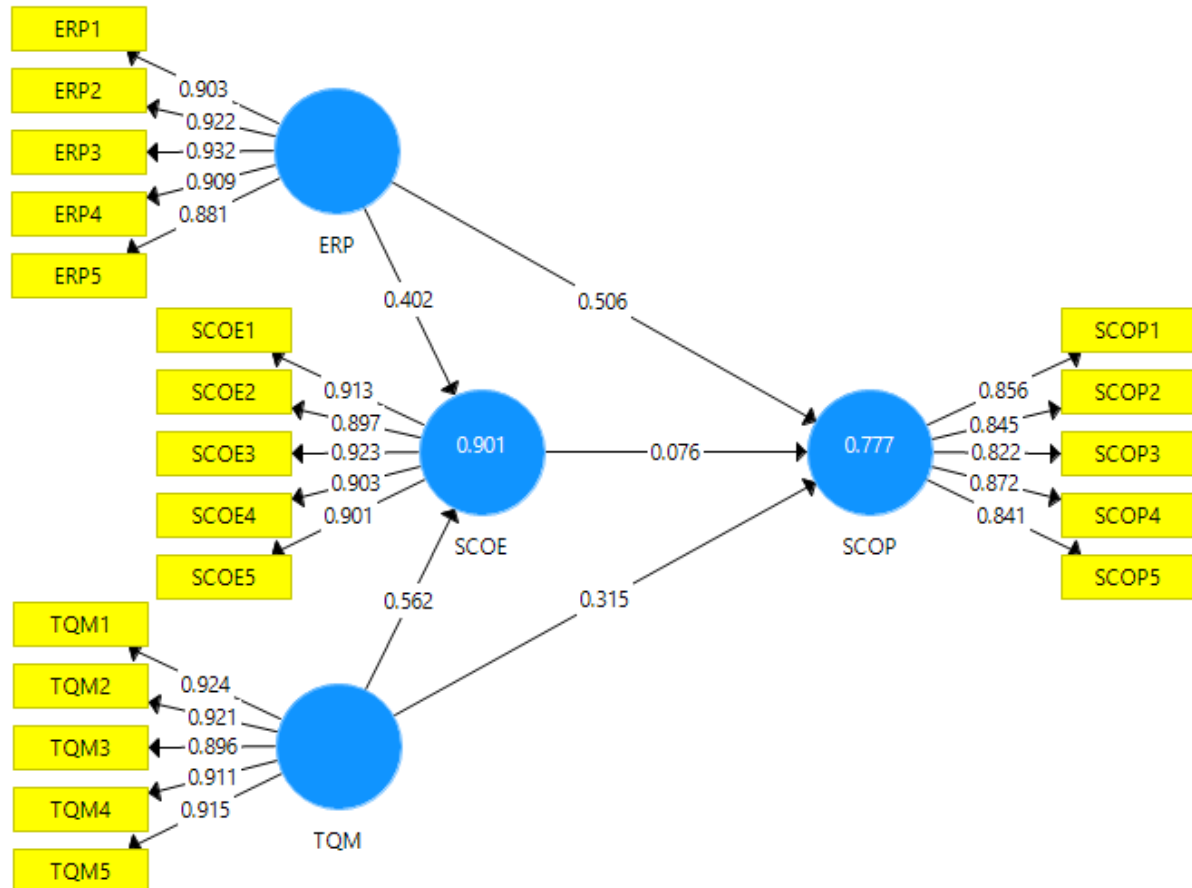 ERP1
ERP2
ERP3
ERP4
ERP5
0.903
0.922
0.932
0.909
0.881
ERP
0.402
0.506
SCOE1
SCOE2
SCOE3
SCOE4
SCOE5
0.913
0.897
0.923
0.903
0.901
0.901
SCOE
0.076
0.777
SCOP
0.856
0.845
0.822
0.872
0.841
SCOP1
SCOP2
SCOP3
SCOP4
SCOP5
0.562
0.315
TQM1
TQM2
TQM3
TQM4
TQM5
0.924
0.921
0.896
0.911
0.915
TQM